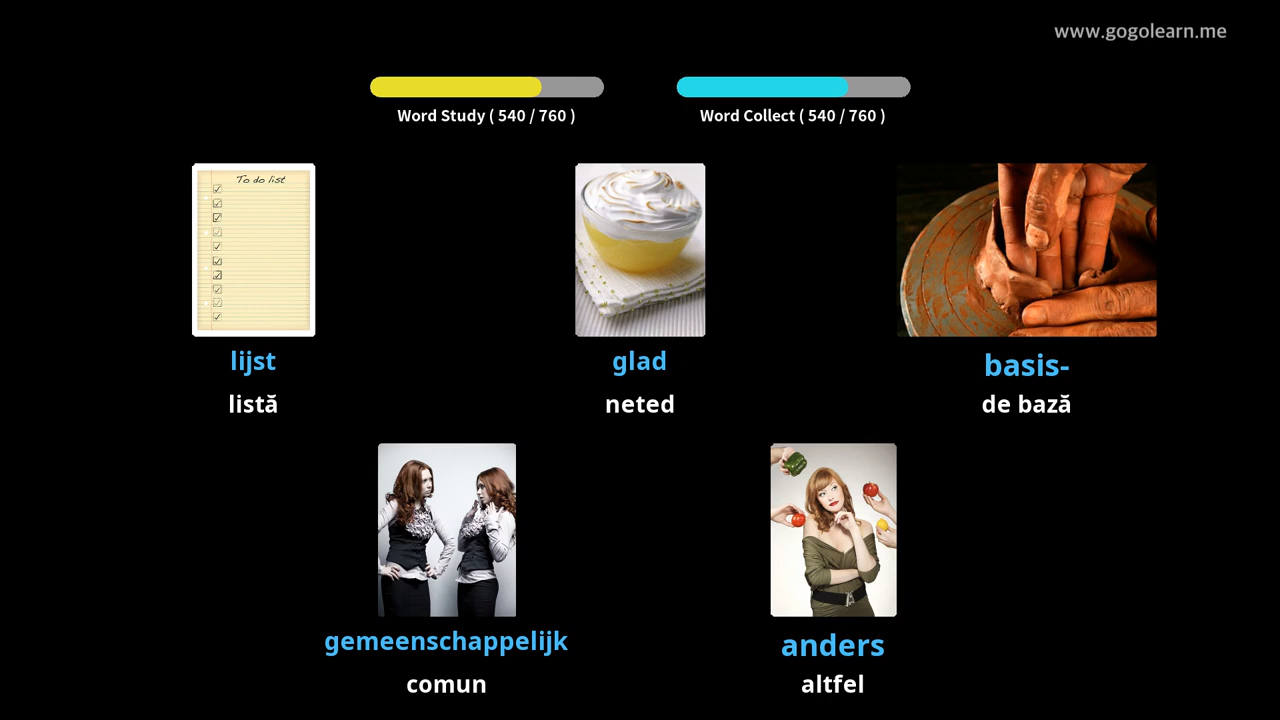 www.gogolearn.me
Word Study ( 540 / 760 )
Word Collect ( 540 / 760 )
To do list
lijst
glad
basis-
listă
neted
de bază
gemeenschappelijk
anders
comun
altfel